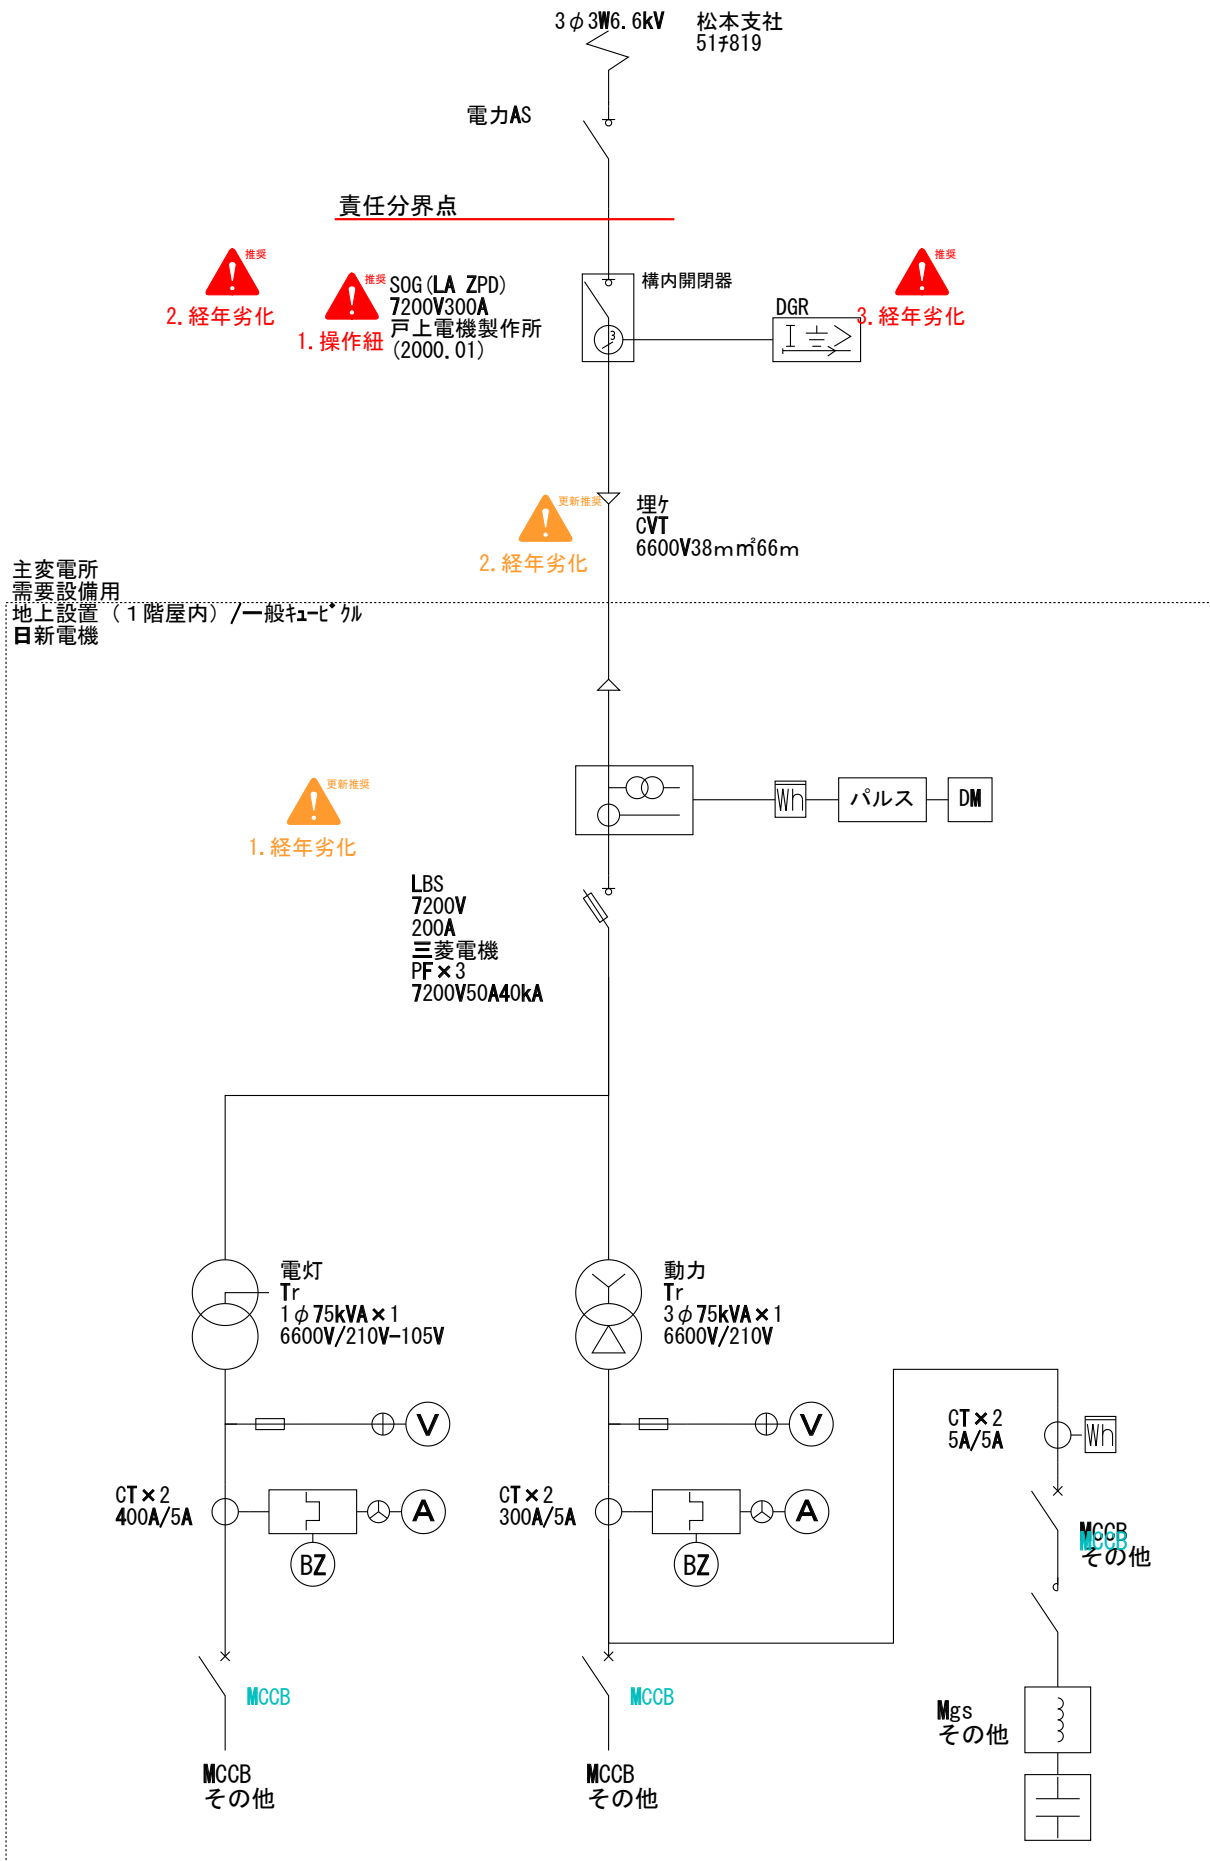 3φ3W6.6kV
松本支社
51ﾁ819
電力AS
責任分界点
推奨
2.経年劣化
推奨
1.操作紐
SOG(LA ZPD)
7200V300A
戸上電機製作所
(2000.01)
構内開閉器
DGR
I
推奨
3.経年劣化
更新推奨
2.経年劣化
埋ｹ
CVT
6600V38mm²66m
主変電所
需要設備用
地上設置（１階屋内）/一般ｷｭｰﾋﾞｸﾙ
日新電機
更新推奨
1.経年劣化
Wh
パルス
DM
LBS
7200V
200A
三菱電機
PF×3
7200V50A40kA
電灯
Tr
1φ75kVA×1
6600V/210V-105V
動力
Tr
3φ75kVA×1
6600V/210V
V
V
CT×2
5A/5A
Wh
CT×2
400A/5A
A
BZ
CT×2
300A/5A
A
BZ
MCCB
MCCB
その他
MCCB
MCCB
Mgs
その他
MCCB
その他
MCCB
その他